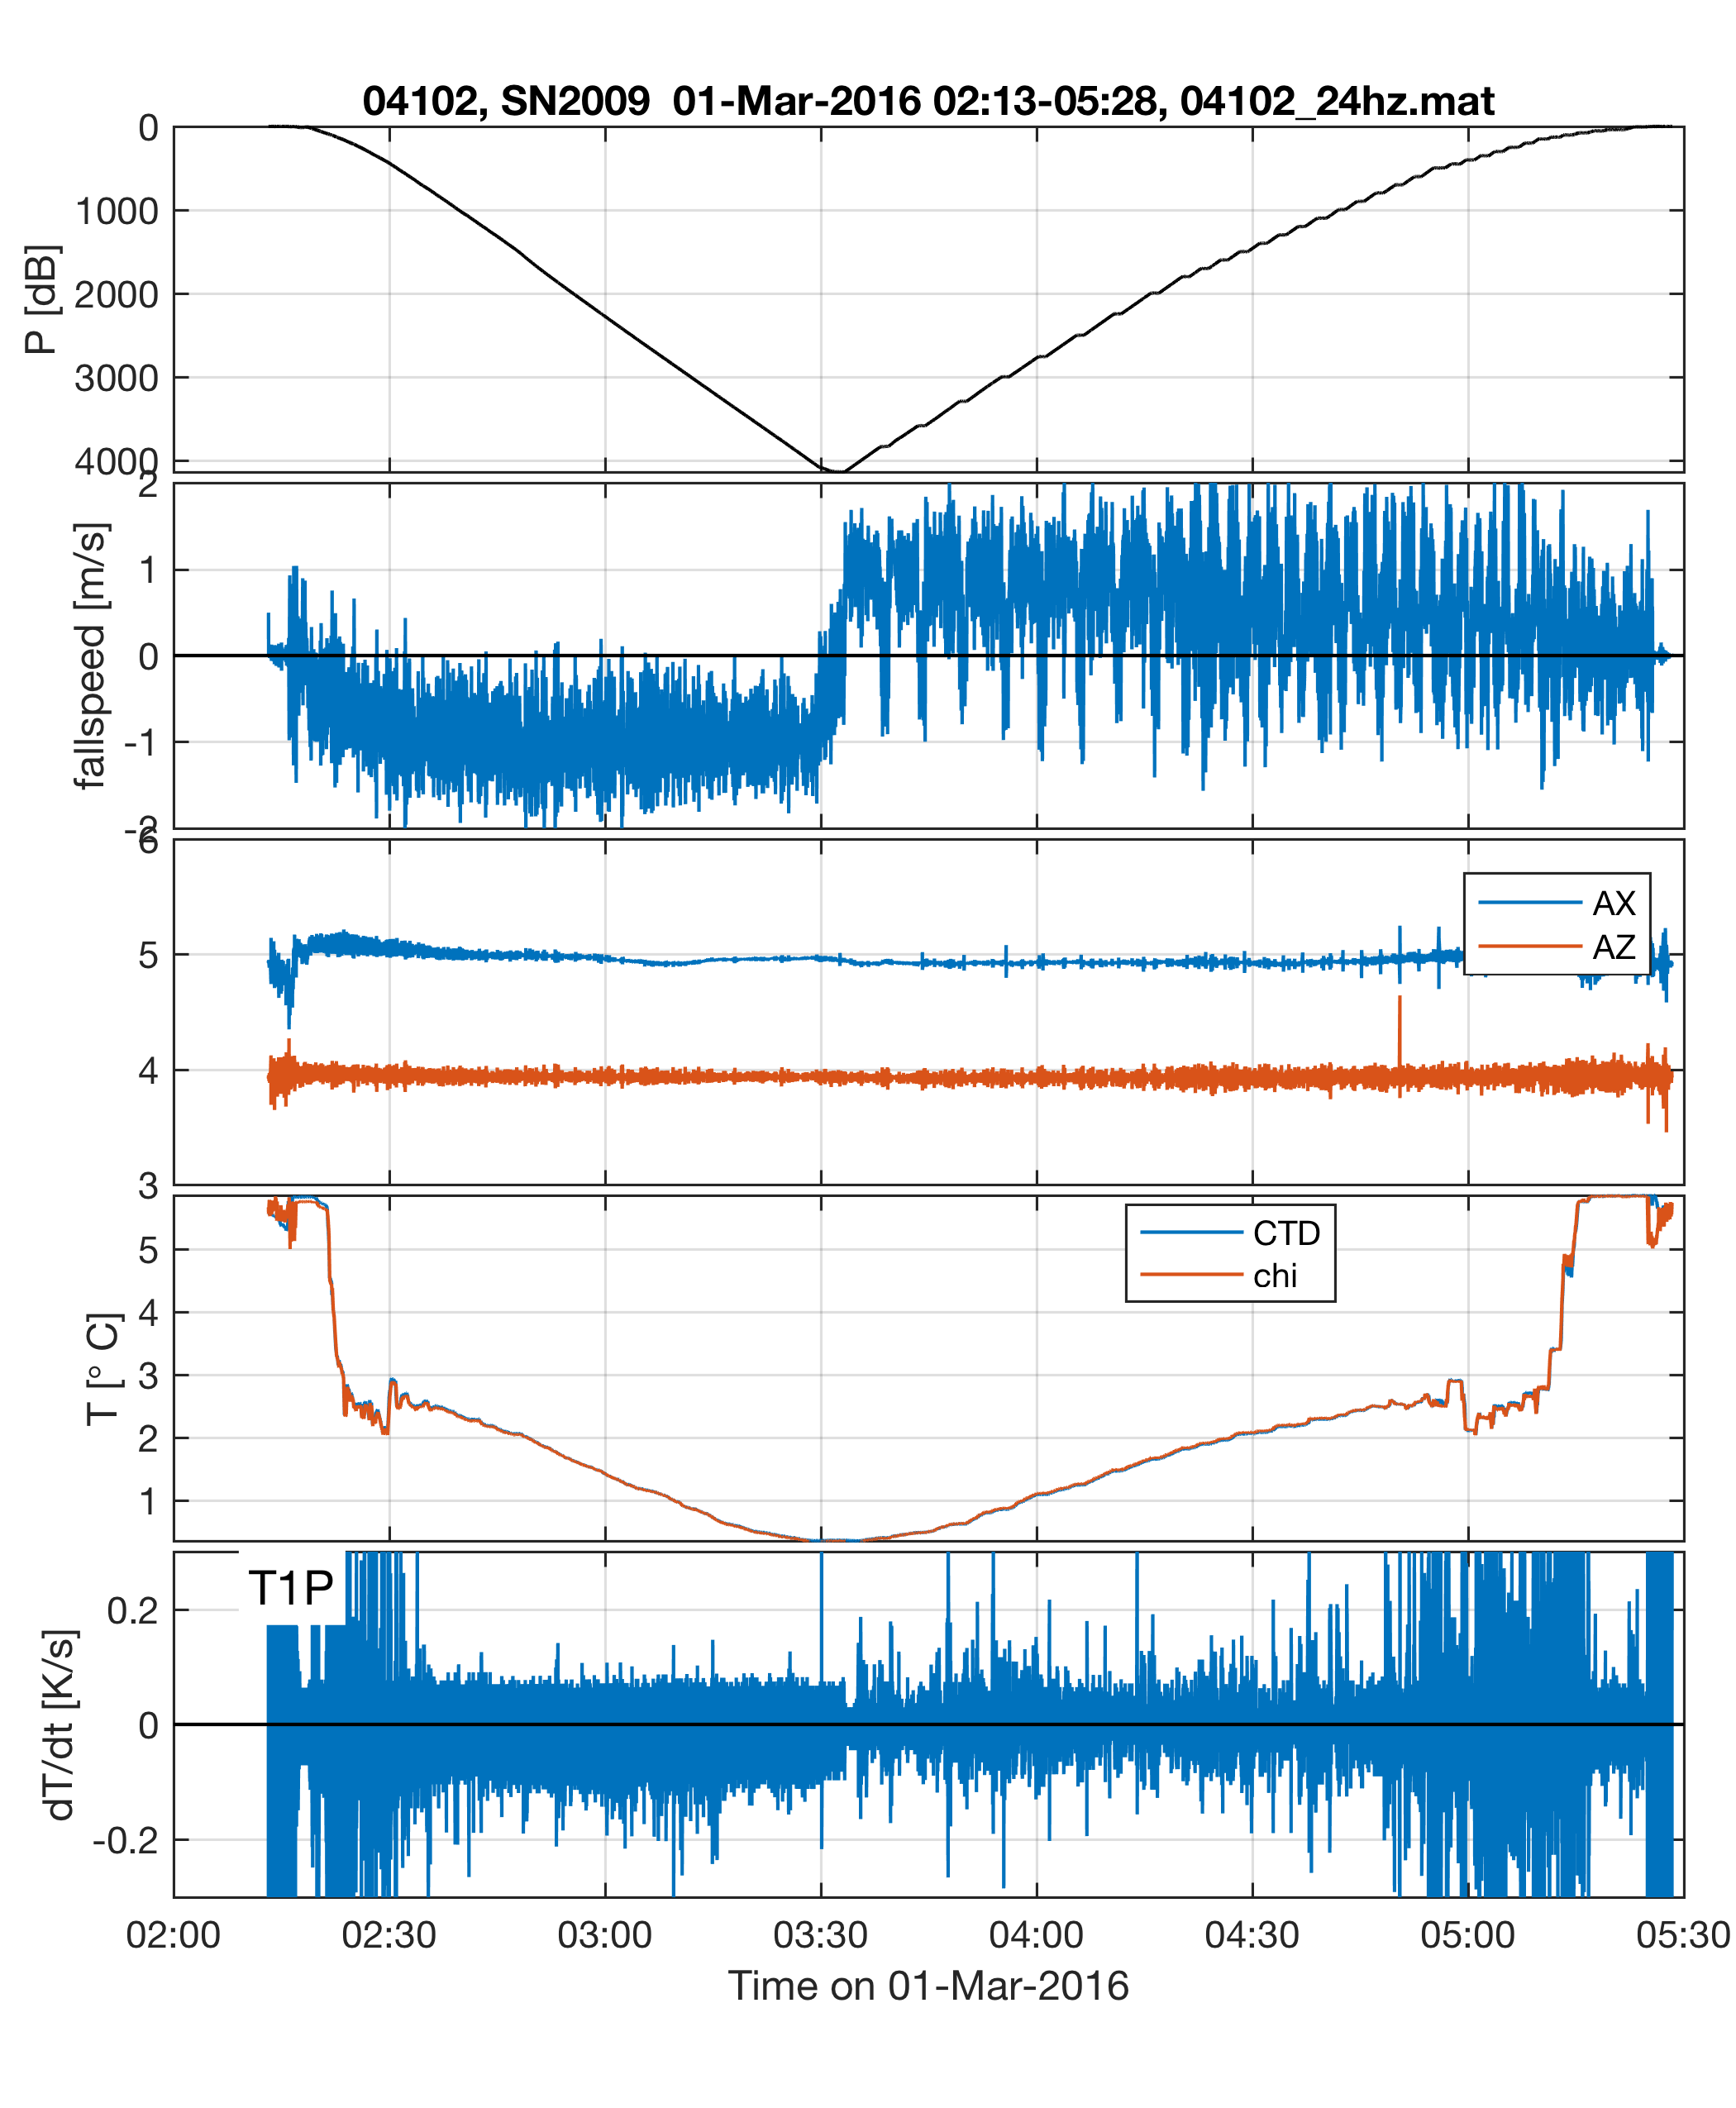 04102, SN2009  01-Mar-2016 02:13-05:28, 04102_24hz.mat
P [dB]
0
1000
2000
3000
4000
fallspeed [m/s]
2
1
0
-1
-2
6
5
4
3
AX
AZ
T [° C]
5
4
3
2
1
CTD
chi
dT/dt [K/s]
T1P
0.2
0
-0.2
02:00 02:30 03:00 03:30 04:00 04:30 05:00 05:30
Time on 01-Mar-2016